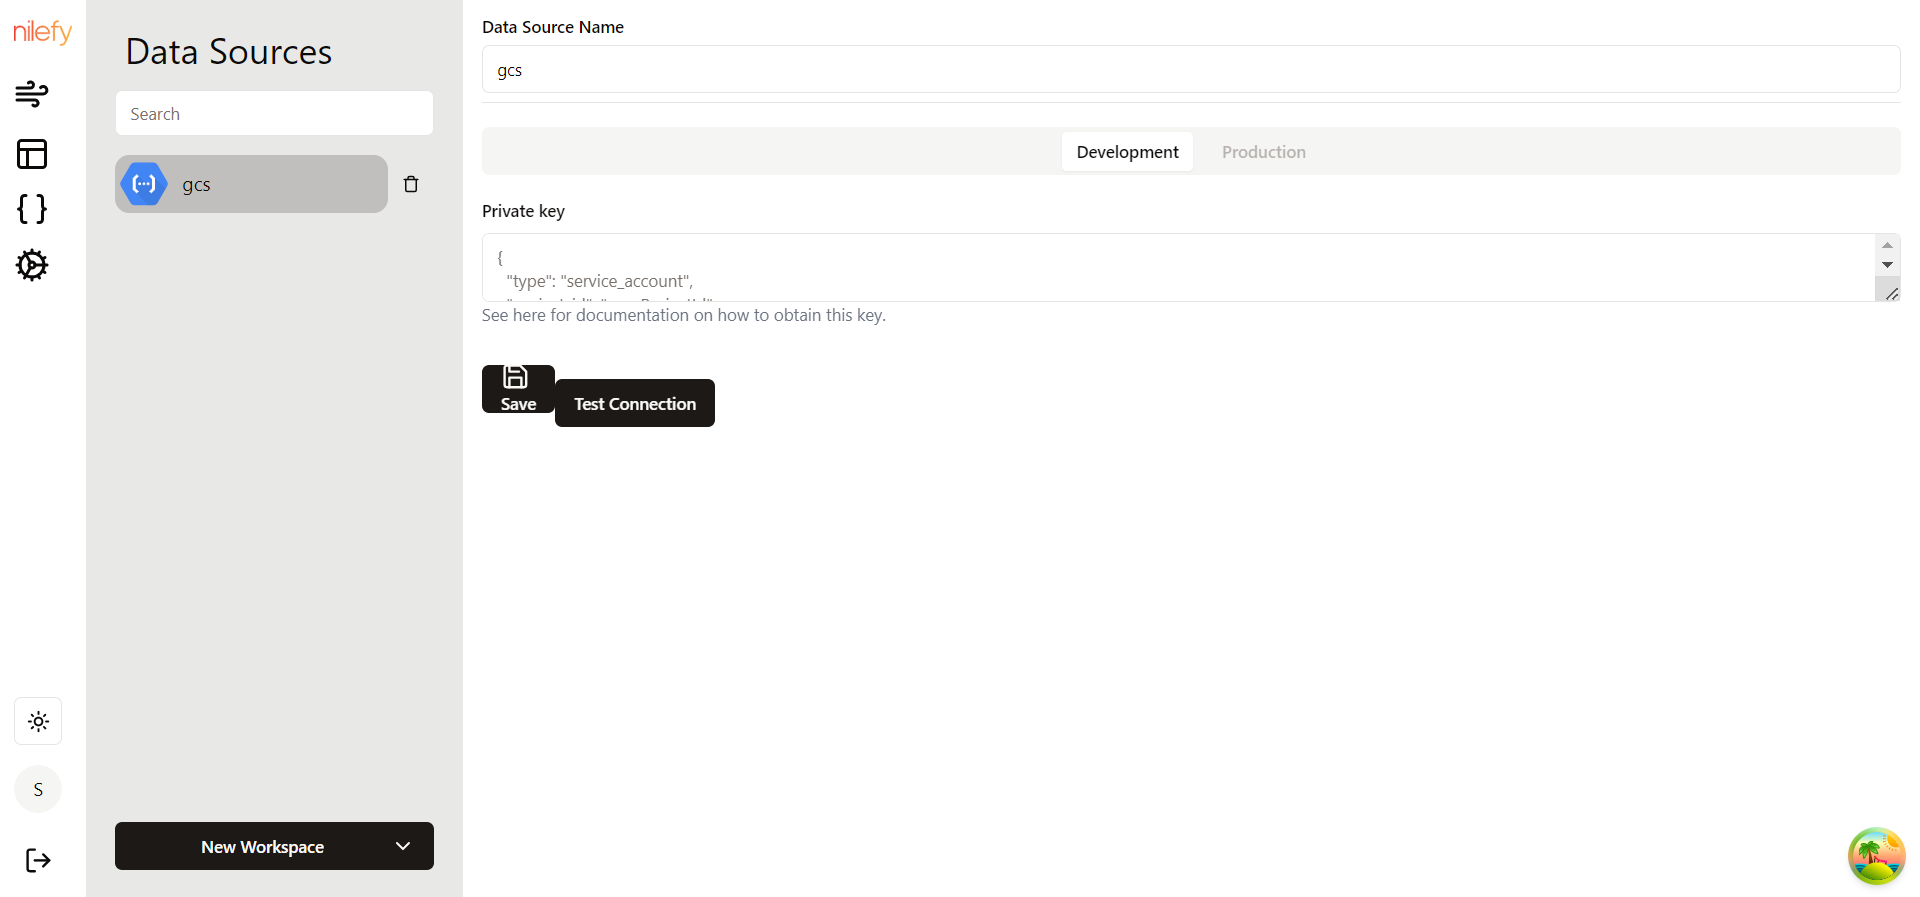 nilefy
Data Sources
Search
gcs
New Workspace
S
Data Source Name
gcs
Development
Production
Private key
{
"type": "service_account",
See here for documentation on how to obtain this key.
Save
Test Connection